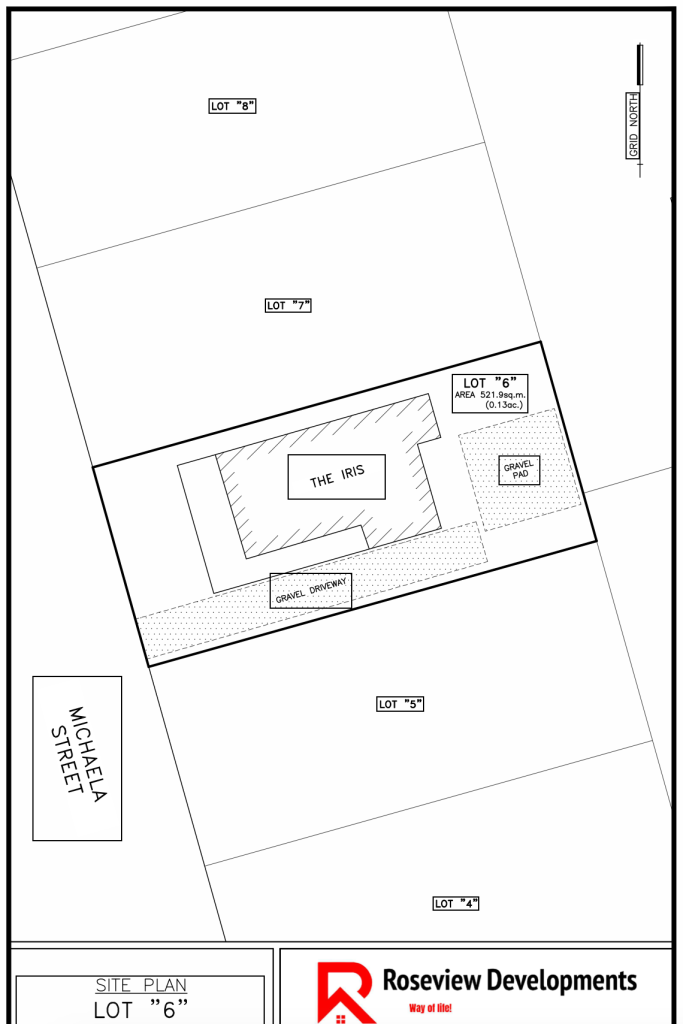 LOT "8"
GRID NORTH
LOT "7"
LOT "6"
AREA 521.9sq.m.
(0.13ac.)
THE IRIS
GRAVEL
PAD
GRAVEL DRIVEWAY
MICHAELA
STREET
LOT "5"
LOT "4"
SITE PLAN
LOT "6"
Roseview Developments
Way of life!